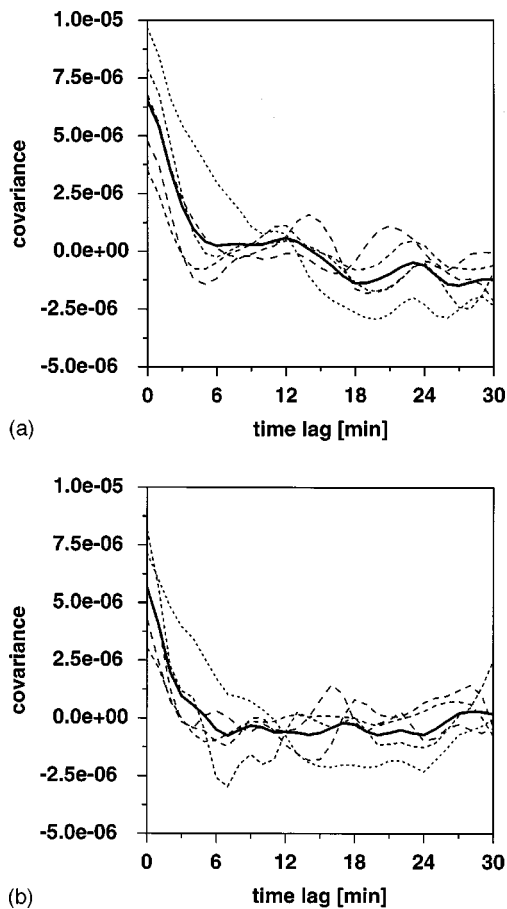 1.0e-05
7.5e-06
5.0e-06
2.5e-06
0.0e+00
-2.5e-06
-5.0e-06
covariance
0 6 12 18 24 30
(a) time lag [min]
1.0e-05
7.5e-06
5.0e-06
2.5e-06
0.0e+00
-2.5e-06
-5.0e-06
covariance
0 6 12 18 24 30
(b) time lag [min]